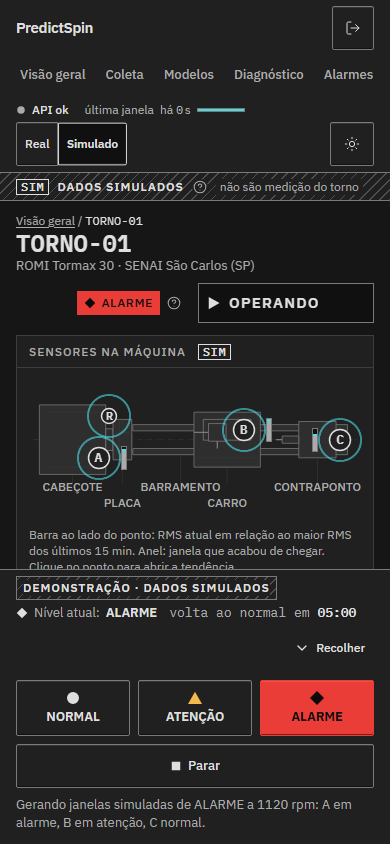 PredictSpin
Visão geral Coleta Modelos Diagnóstico Alarmes
API ok última janela há 0 s
Real Simulado
SIM DADOS SIMULADOS ? não são medição do torno
Visão geral / TORNO-01
TORNO-01
ROMI Tormax 30 · SENAI São Carlos (SP)
ALARME ? OPERANDO
SENSORES NA MÁQUINA SIM
R
A
B
C
CABEÇOTE BARRAMENTO CONTRAPONTO
PLACA CARRO
Barra ao lado do ponto: RMS atual em relação ao maior RMS
dos últimos 15 min. Anel: janela que acabou de chegar.
Clique no ponto para abrir a tendência.
DEMONSTRAÇÃO · DADOS SIMULADOS
Nível atual: ALARME volta ao normal em 05:00
Recolher
NORMAL ATENÇÃO ALARME
Parar
Gerando janelas simuladas de ALARME a 1120 rpm: A em
alarme, B em atenção, C normal.